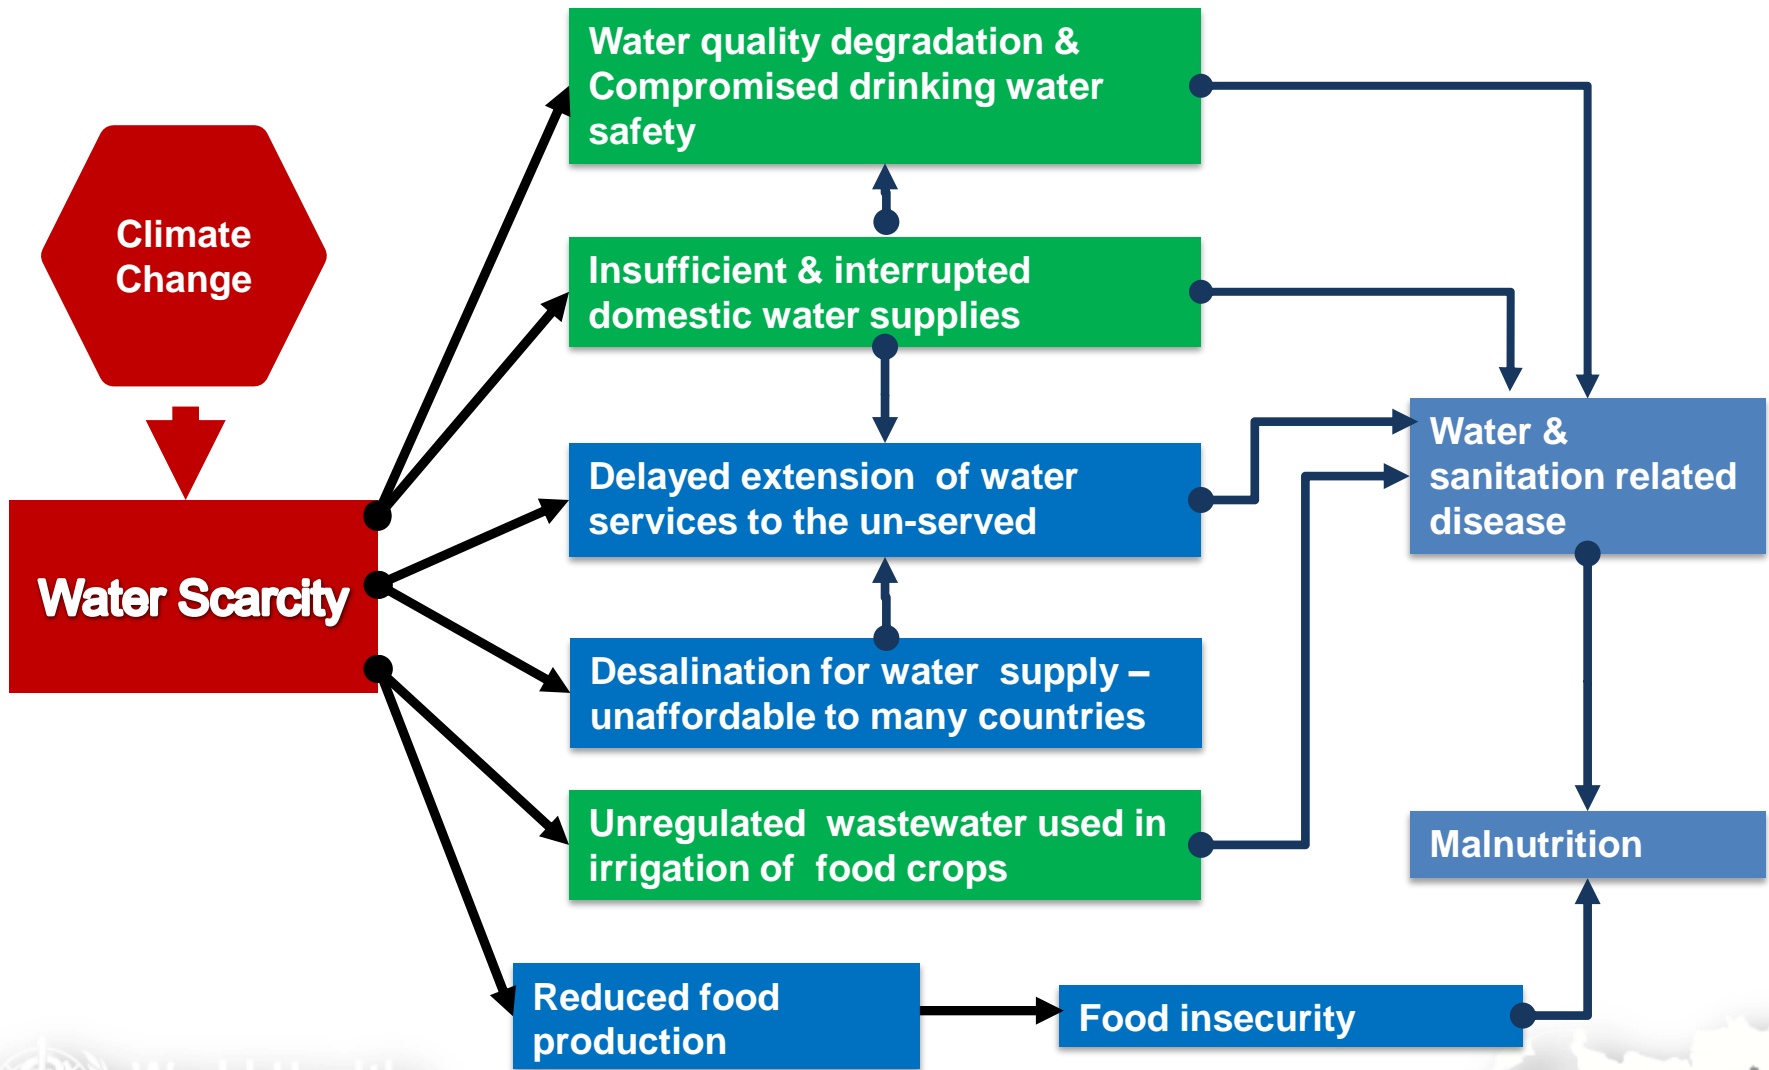 Water quality degradation &
Compromised drinking water
safety
Climate
Change
Insufficient & interrupted
domestic water supplies
Delayed extension of water
services to the un-served
Water &
sanitation related
disease
Water Scarcity
Desalination for water supply –
unaffordable to many countries
Unregulated wastewater used in
irrigation of food crops
Malnutrition
Reduced food
production
Food insecurity